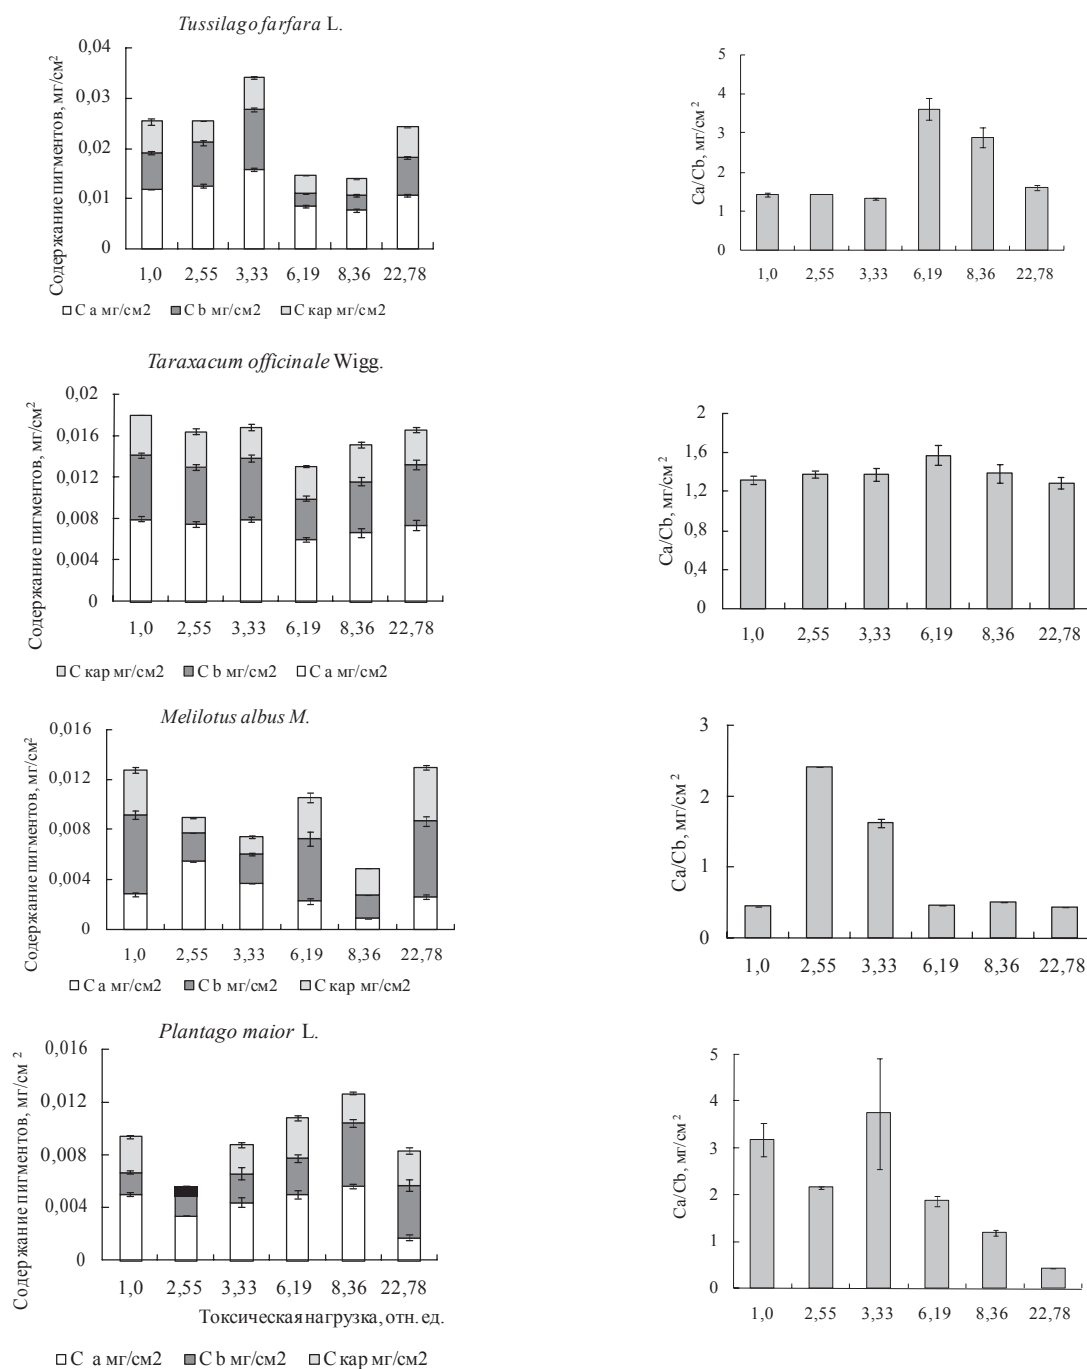 Tussilago farfara L.
Содержание пигментов, мг/см²
0,04
0,03
0,02
0,01
0
1,0 2,55 3,33 6,19 8,36 22,78
C a мг/см2 C b мг/см2 C кар мг/см2
Ca/Cb, мг/см²
5
4
3
2
1
0
1,0 2,55 3,33 6,19 8,36 22,78
Taraxacum officinale Wigg.
Содержание пигментов, мг/см²
0,02
0,016
0,012
0,008
0,004
0
1,0 2,55 3,33 6,19 8,36 22,78
C кар мг/см2 C b мг/см2 C a мг/см2
Ca/Cb, мг/см²
2
1,6
1,2
0,8
0,4
0
1,0 2,55 3,33 6,19 8,36 22,78
Melilotus albus M.
Содержание пигментов, мг/см²
0,016
0,012
0,008
0,004
0
1,0 2,55 3,33 6,19 8,36 22,78
C a мг/см2 C b мг/см2 C кар мг/см2
Ca/Cb, мг/см²
3
2
1
0
1,0 2,55 3,33 6,19 8,36 22,78
Plantago maior L.
Содержание пигментов, мг/см²
0,016
0,012
0,008
0,004
0
1,0 2,55 3,33 6,19 8,36 22,78
Токсическая нагрузка, отн. ед.
C a мг/см2 C b мг/см2 C кар мг/см2
Ca/Cb, мг/см²
5
4
3
2
1
0
1,0 2,55 3,33 6,19 8,36 22,78